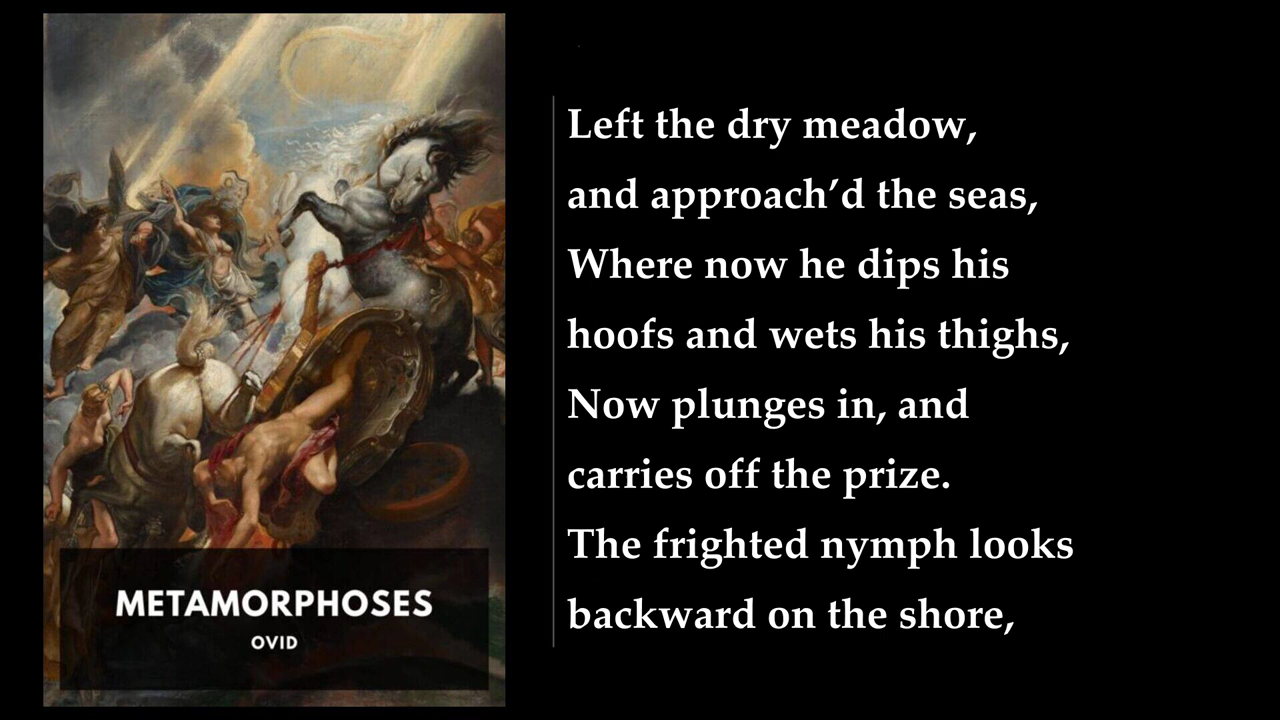 METAMORPHOSES
OVID
Left the dry meadow,
and approach’d the seas,
Where now he dips his
hoofs and wets his thighs,
Now plunges in, and
carries off the prize.
The frighted nymph looks
backward on the shore,